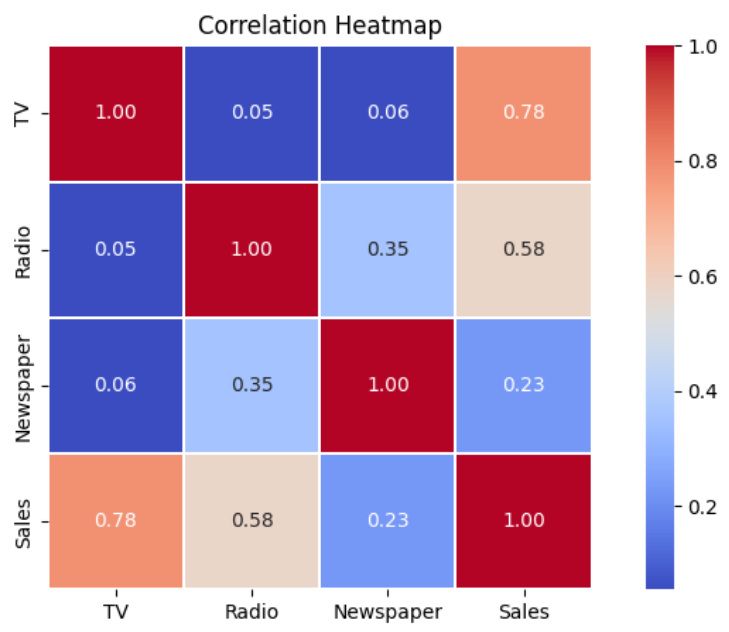 Correlation Heatmap
TV 1.00 0.05 0.06 0.78
Radio 0.05 1.00 0.35 0.58
Newspaper 0.06 0.35 1.00 0.23
Sales 0.78 0.58 0.23 1.00
TV Radio Newspaper Sales
1.0
0.8
0.6
0.4
0.2